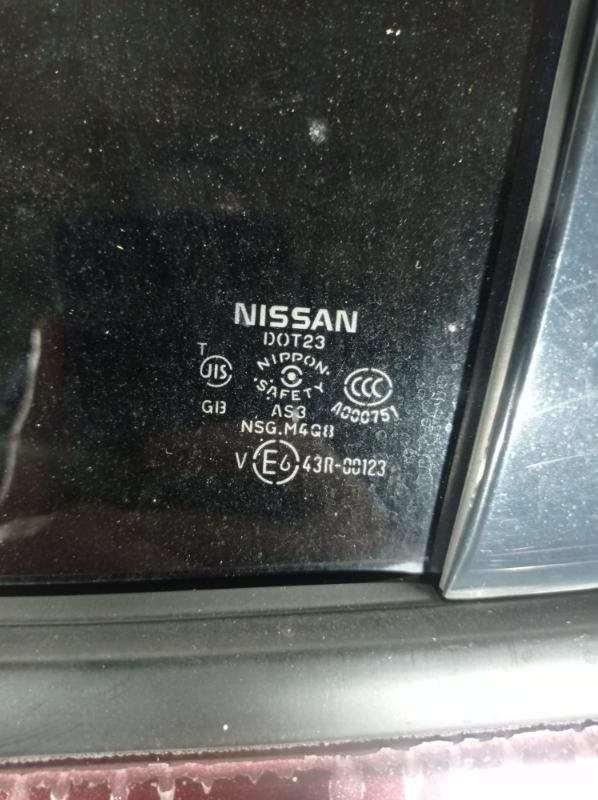 NISSAN
DOT23
T
JIS
NIPPON
SAFETY
CCC
A000751
GB
AS3
NSG.M4Q8
V E6 43R-00123